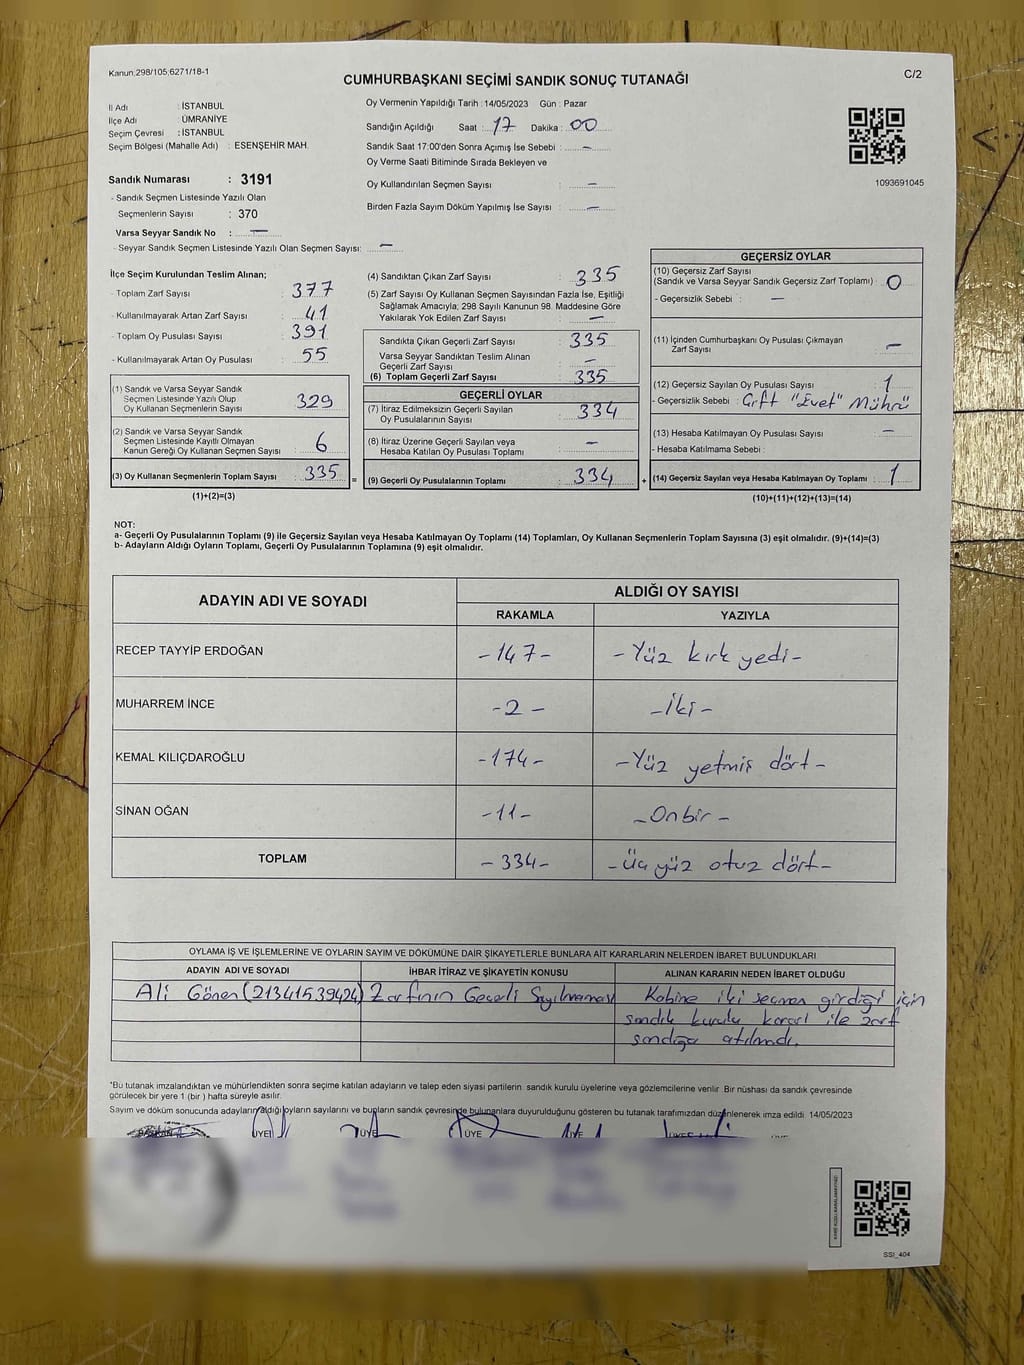 Kanun;298/105;6271/18-1
C/2
CUMHURBAŞKANI SEÇİMİ SANDIK SONUÇ TUTANAĞI
İl Adı : İSTANBUL
İlçe Adı : ÜMRANİYE
Seçim Çevresi : İSTANBUL
Seçim Bölgesi (Mahalle Adı) : ESENŞEHİR MAH.
Sandık Numarası : 3191
- Sandık Seçmen Listesinde Yazılı Olan
Seçmenlerin Sayısı : 370
Varsa Seyyar Sandık No : —
- Seyyar Sandık Seçmen Listesinde Yazılı Olan Seçmen Sayısı: —
Oy Vermenin Yapıldığı Tarih : 14/05/2023 Gün : Pazar
Sandığın Açıldığı Saat : 17 Dakika : 00
Sandık Saat 17:00'den Sonra Açımış İse Sebebi : —
Oy Verme Saati Bitiminde Sırada Bekleyen ve
Oy Kullandırılan Seçmen Sayısı : —
Birden Fazla Sayım Döküm Yapılmış İse Sayısı : —
1093691045
İlçe Seçim Kurulundan Teslim Alınan;
- Toplam Zarf Sayısı : 377
- Kullanılmayarak Artan Zarf Sayısı : 41
- Toplam Oy Pusulası Sayısı : 391
- Kullanılmayarak Artan Oy Pusulası : 55
(1) Sandık ve Varsa Seyyar Sandık
Seçmen Listesinde Yazılı Olup
Oy Kullanan Seçmenlerin Sayısı : 329
(2) Sandık ve Varsa Seyyar Sandık
Seçmen Listesinde Kayıtlı Olmayan
Kanun Gereği Oy Kullanan Seçmen Sayısı : 6
(3) Oy Kullanan Seçmenlerin Toplam Sayısı : 335
(1)+(2)=(3)
(4) Sandıktan Çıkan Zarf Sayısı : 335
(5) Zarf Sayısı Oy Kullanan Seçmen Sayısından Fazla İse, Eşitliği
Sağlamak Amacıyla; 298 Sayılı Kanunun 98. Maddesine Göre
Yakılarak Yok Edilen Zarf Sayısı : —
Sandıkta Çıkan Geçerli Zarf Sayısı : 335
Varsa Seyyar Sandıktan Teslim Alınan
Geçerli Zarf Sayısı : —
(6) Toplam Geçerli Zarf Sayısı : 335
GEÇERLİ OYLAR
(7) İtiraz Edilmeksizin Geçerli Sayılan
Oy Pusulalarının Sayısı : 334
(8) İtiraz Üzerine Geçerli Sayılan veya
Hesaba Katılan Oy Pusulası Toplamı : —
= (9) Geçerli Oy Pusulalarının Toplamı : 334 +
GEÇERSİZ OYLAR
(10) Geçersiz Zarf Sayısı
(Sandık ve Varsa Seyyar Sandık Geçersiz Zarf Toplamı) : 0
- Geçersizlik Sebebi : —
(11) İçinden Cumhurbaşkanı Oy Pusulası Çıkmayan
Zarf Sayısı : —
(12) Geçersiz Sayılan Oy Pusulası Sayısı : 1
- Geçersizlik Sebebi : Çift "Evet" Mührü
(13) Hesaba Katılmayan Oy Pusulası Sayısı : —
- Hesaba Katılmama Sebebi :
(14) Geçersiz Sayılan veya Hesaba Katılmayan Oy Toplamı : 1
(10)+(11)+(12)+(13)=(14)
NOT:
a- Geçerli Oy Pusulalarının Toplamı (9) ile Geçersiz Sayılan veya Hesaba Katılmayan Oy Toplamı (14) Toplamları, Oy Kullanan Seçmenlerin Toplam Sayısına (3) eşit olmalıdır. (9)+(14)=(3)
b- Adayların Aldığı Oyların Toplamı, Geçerli Oy Pusulalarının Toplamına (9) eşit olmalıdır.
ADAYIN ADI VE SOYADI
ALDIĞI OY SAYISI
RAKAMLA YAZIYLA
RECEP TAYYİP ERDOĞAN -147- -Yüz kırk yedi-
MUHARREM İNCE -2- -İki-
KEMAL KILIÇDAROĞLU -174- -Yüz yetmiş dört-
SİNAN OĞAN -11- -Onbir-
TOPLAM -334- -Üç yüz otuz dört-
OYLAMA İŞ VE İŞLEMLERİNE VE OYLARIN SAYIM VE DÖKÜMÜNE DAİR ŞİKAYETLERLE BUNLARA AİT KARARLARIN NELERDEN İBARET BULUNDUKLARI
ADAYIN ADI VE SOYADI İHBAR İTİRAZ VE ŞİKAYETİN KONUSU ALINAN KARARIN NEDEN İBARET OLDUĞU
Ali Gönen (21341539424) Zarfının Geçerli Sayılmaması Kabine iki seçmen girdiği için
sandık kurulu kararı ile zarf
sandığa atılmadı.
"Bu tutanak imzalandıktan ve mühürlendikten sonra seçime katılan adayların ve talep eden siyasi partilerin sandık kurulu üyelerine veya gözlemcilerine verilir. Bir nüshası da sandık çevresinde
görülecek bir yere 1 (bir ) hafta süreyle asılır.
Sayım ve döküm sonucunda adayların aldığı oyların sayılarını ve bunların sandık çevresinde bulunanlara duyurulduğunu gösteren bu tutanak tarafımızdan düzenlenerek imza edildi. 14/05/2023
BAŞKAN ÜYE ÜYE ÜYE ÜYE
SSİ_404